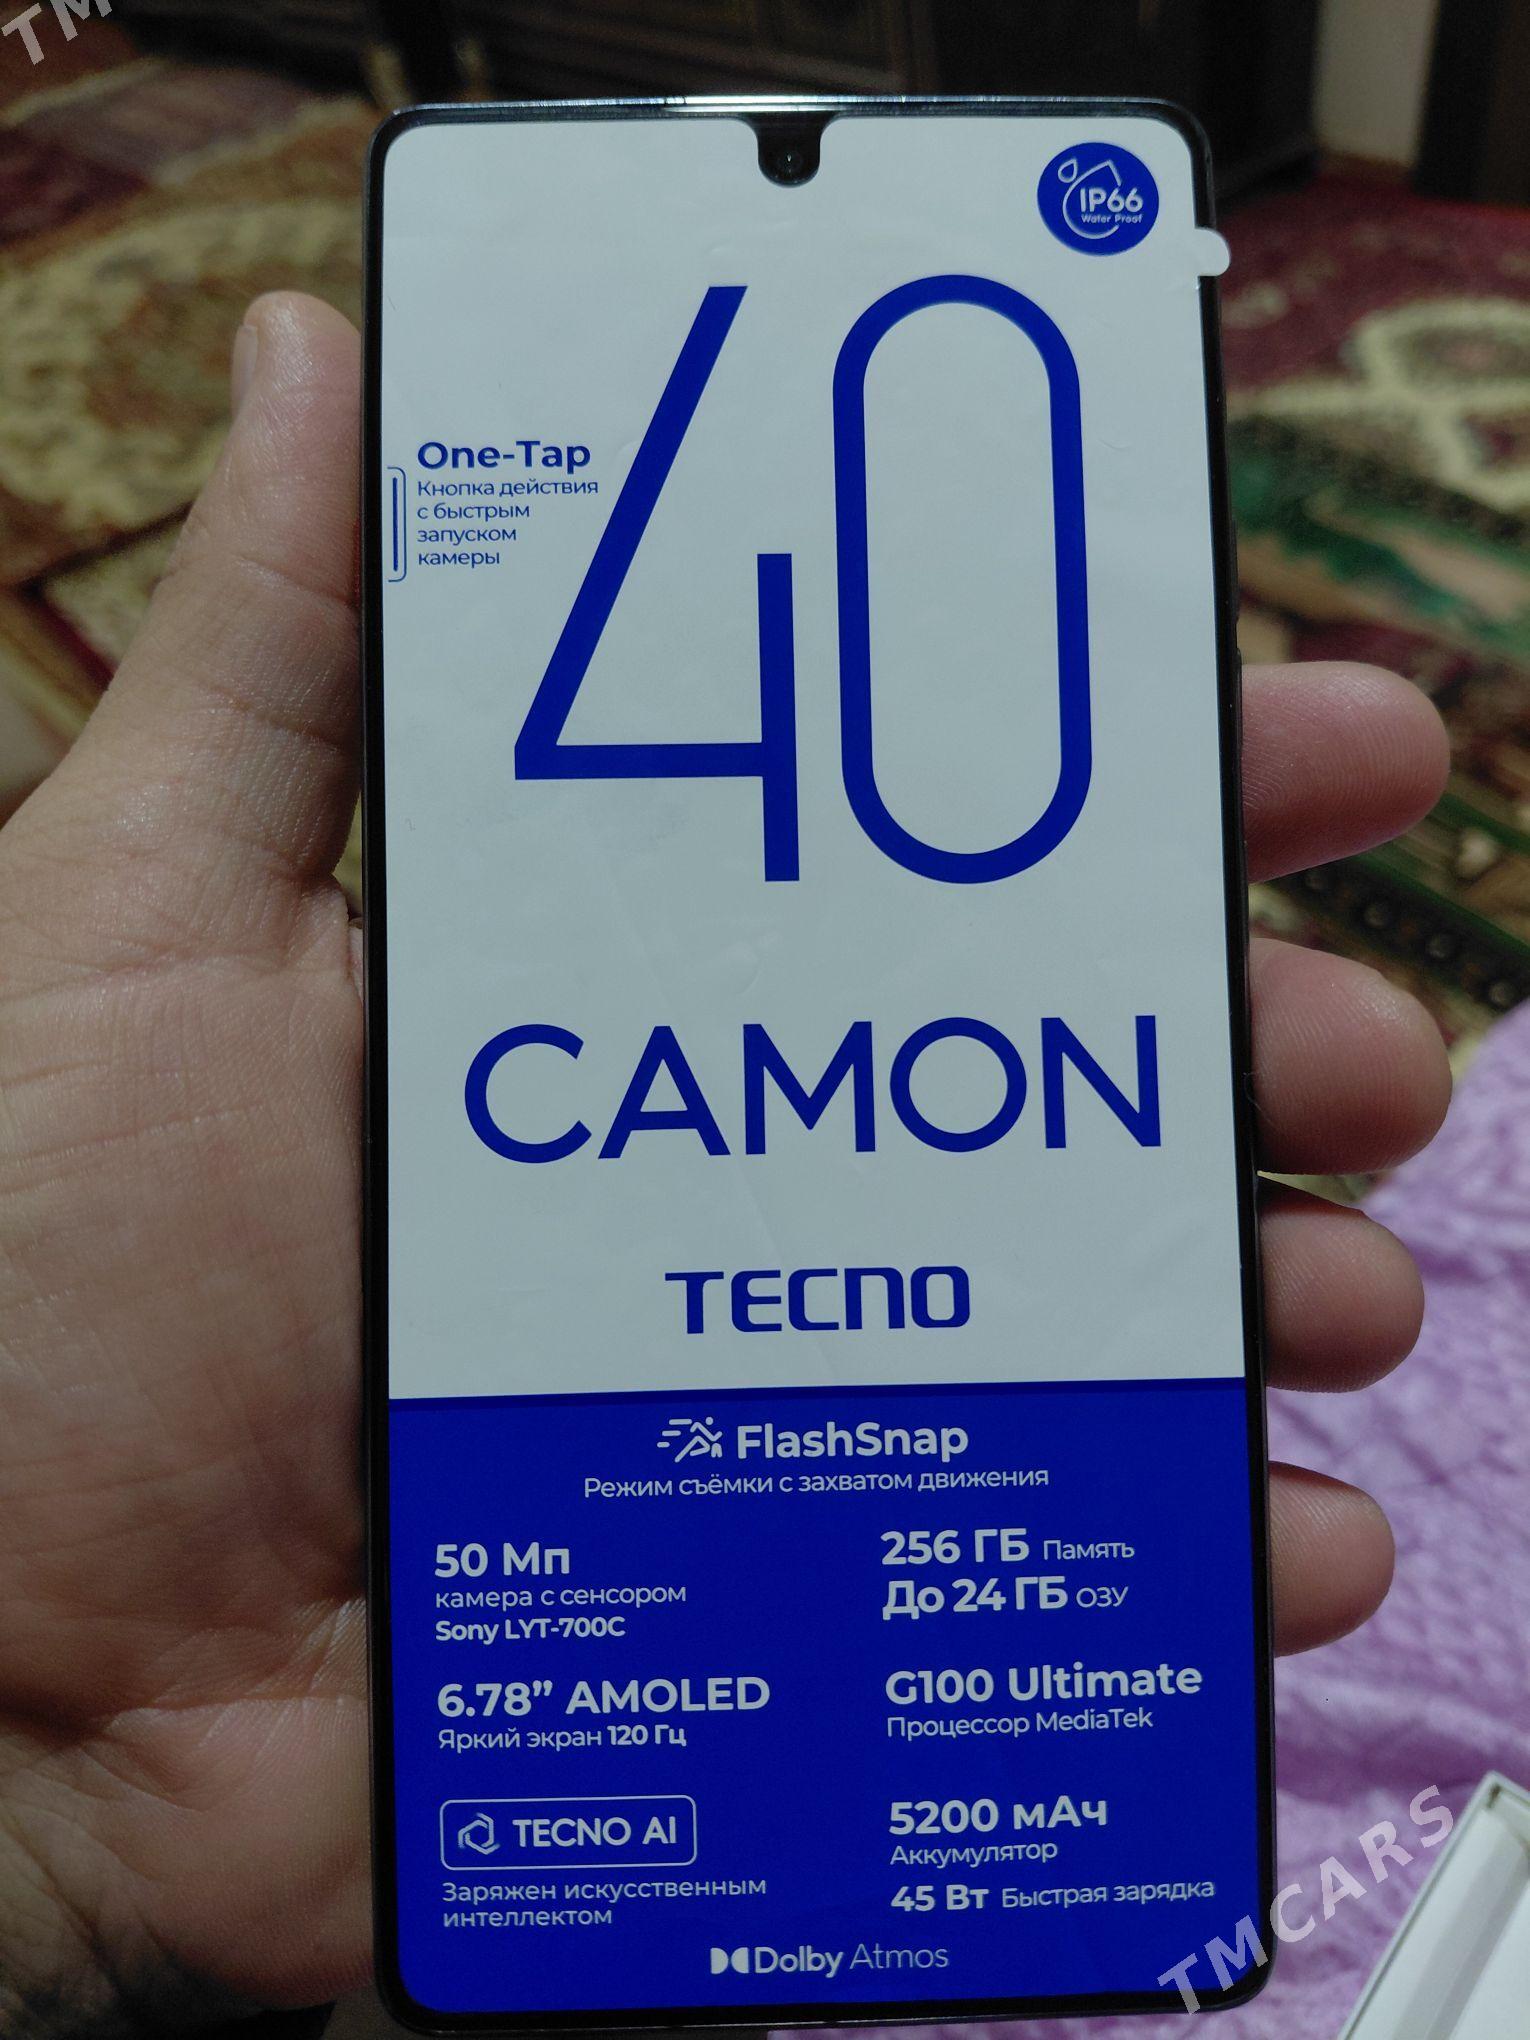 TM
IP66
Water Proof
40
One-Tap
Кнопка действия
с быстрым
запуском
камеры
CAMON
TECNO
FlashSnap
Режим съёмки с захватом движения
50 Мп
камера с сенсором
Sony LYT-700C
256 ГБ Память
До 24 ГБ ОЗУ
6.78” AMOLED
Яркий экран 120 Гц
G100 Ultimate
Процессор MediaTek
TECNO AI
Заряжен искусственным
интеллектом
5200 мАч
Аккумулятор
45 Вт Быстрая зарядка
Dolby Atmos
TMCARS